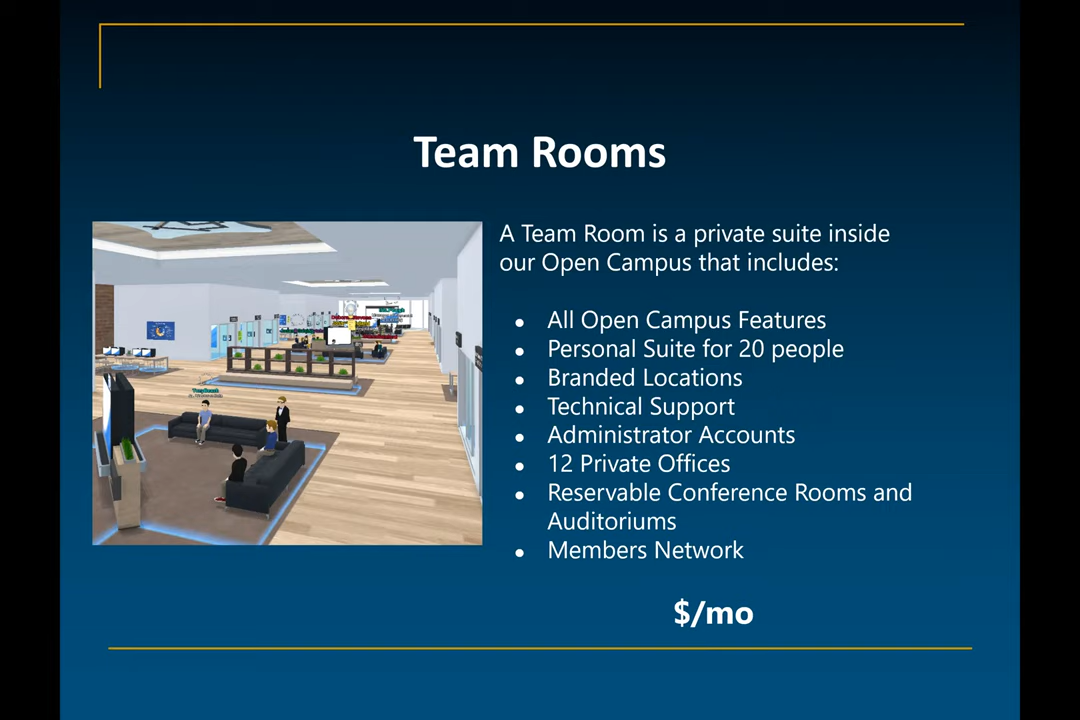 Team Rooms
A Team Room is a private suite inside
our Open Campus that includes:
● All Open Campus Features
● Personal Suite for 20 people
● Branded Locations
● Technical Support
● Administrator Accounts
● 12 Private Offices
● Reservable Conference Rooms and
Auditoriums
● Members Network
$/mo